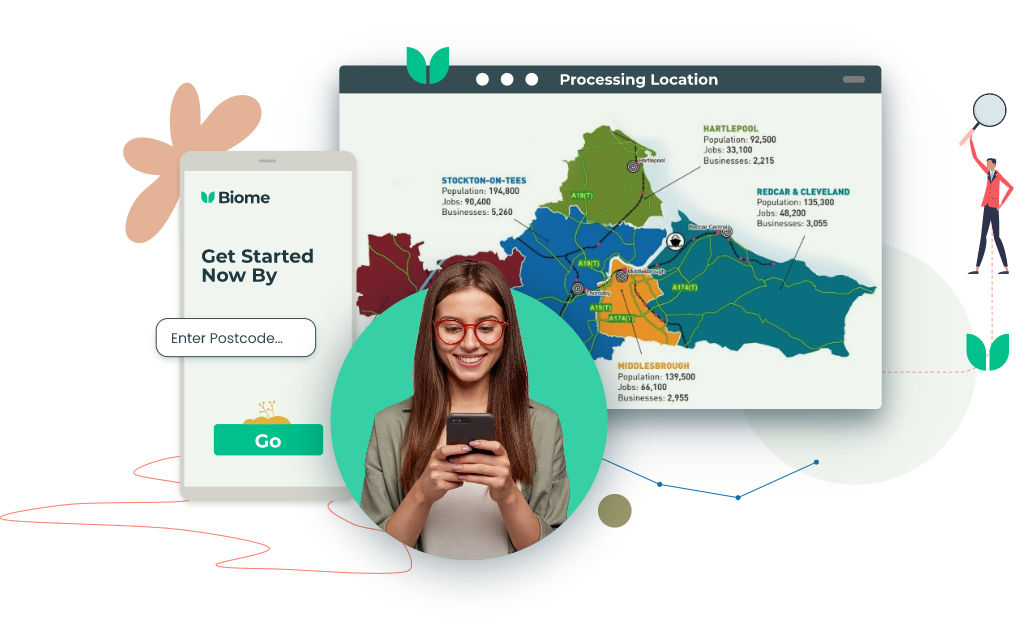 Processing Location
Biome
Get Started
Now By
Enter Postcode...
Go
HARTLEPOOL
Population: 92,500
Jobs: 33,100
Businesses: 2,215
STOCKTON-ON-TEES
Population: 194,800
Jobs: 90,400
Businesses: 5,260
REDCAR & CLEVELAND
Population: 135,300
Jobs: 48,200
Businesses: 3,055
Hartlepool
A19(T)
Redcar Central
A19(T)
Middlesbrough
A174(T)
Thornaby
A19(T)
A174(T)
MIDDLESBROUGH
Population: 139,500
Jobs: 66,100
Businesses: 2,955